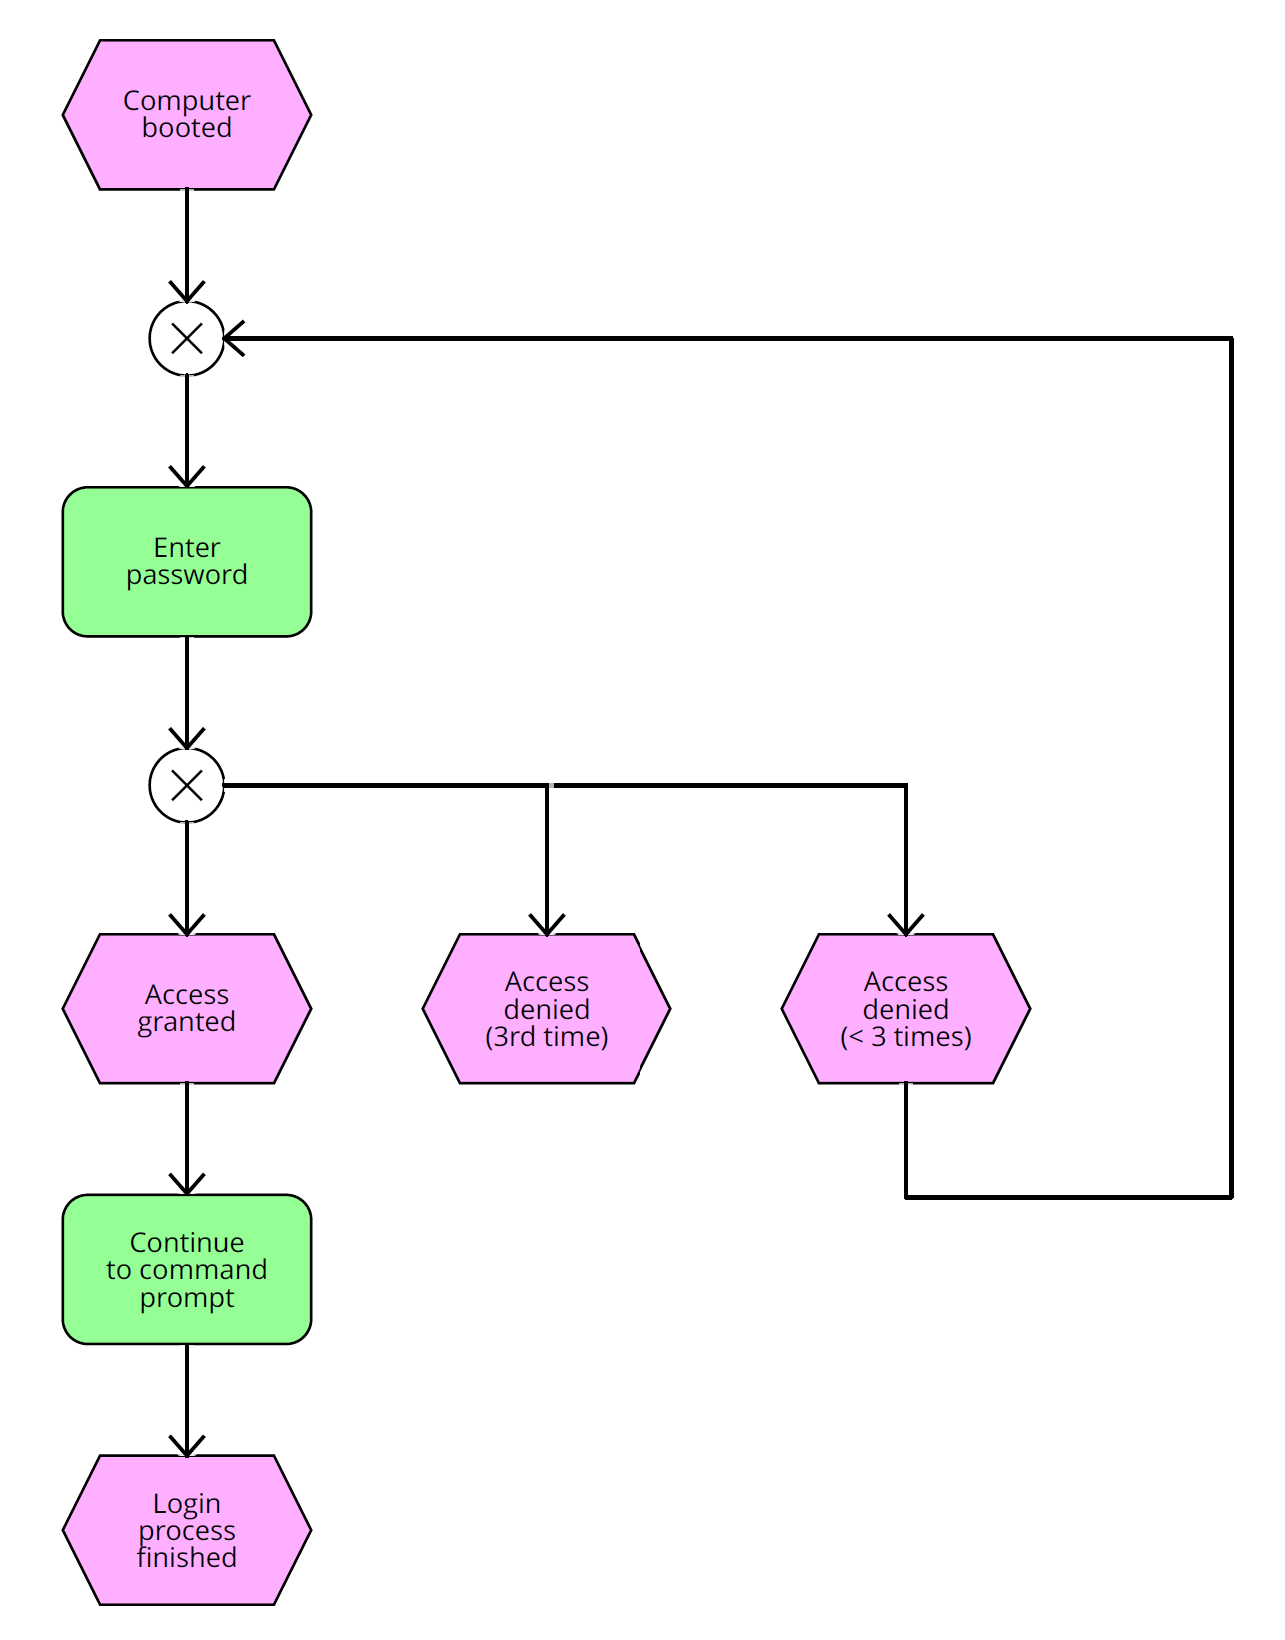 Computer
booted
Enter
password
Access
granted
Access
denied
(3rd time)
Access
denied
(< 3 times)
Continue
to command
prompt
Login
process
finished